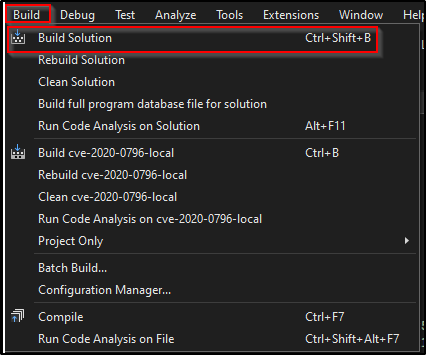 Build Debug Test Analyze Tools Extensions Window Help
Build Solution Ctrl+Shift+B
Rebuild Solution
Clean Solution
Build full program database file for solution
Run Code Analysis on Solution Alt+F11
Build cve-2020-0796-local Ctrl+B
Rebuild cve-2020-0796-local
Clean cve-2020-0796-local
Run Code Analysis on cve-2020-0796-local
Project Only
Batch Build...
Configuration Manager...
Compile Ctrl+F7
Run Code Analysis on File Ctrl+Shift+Alt+F7